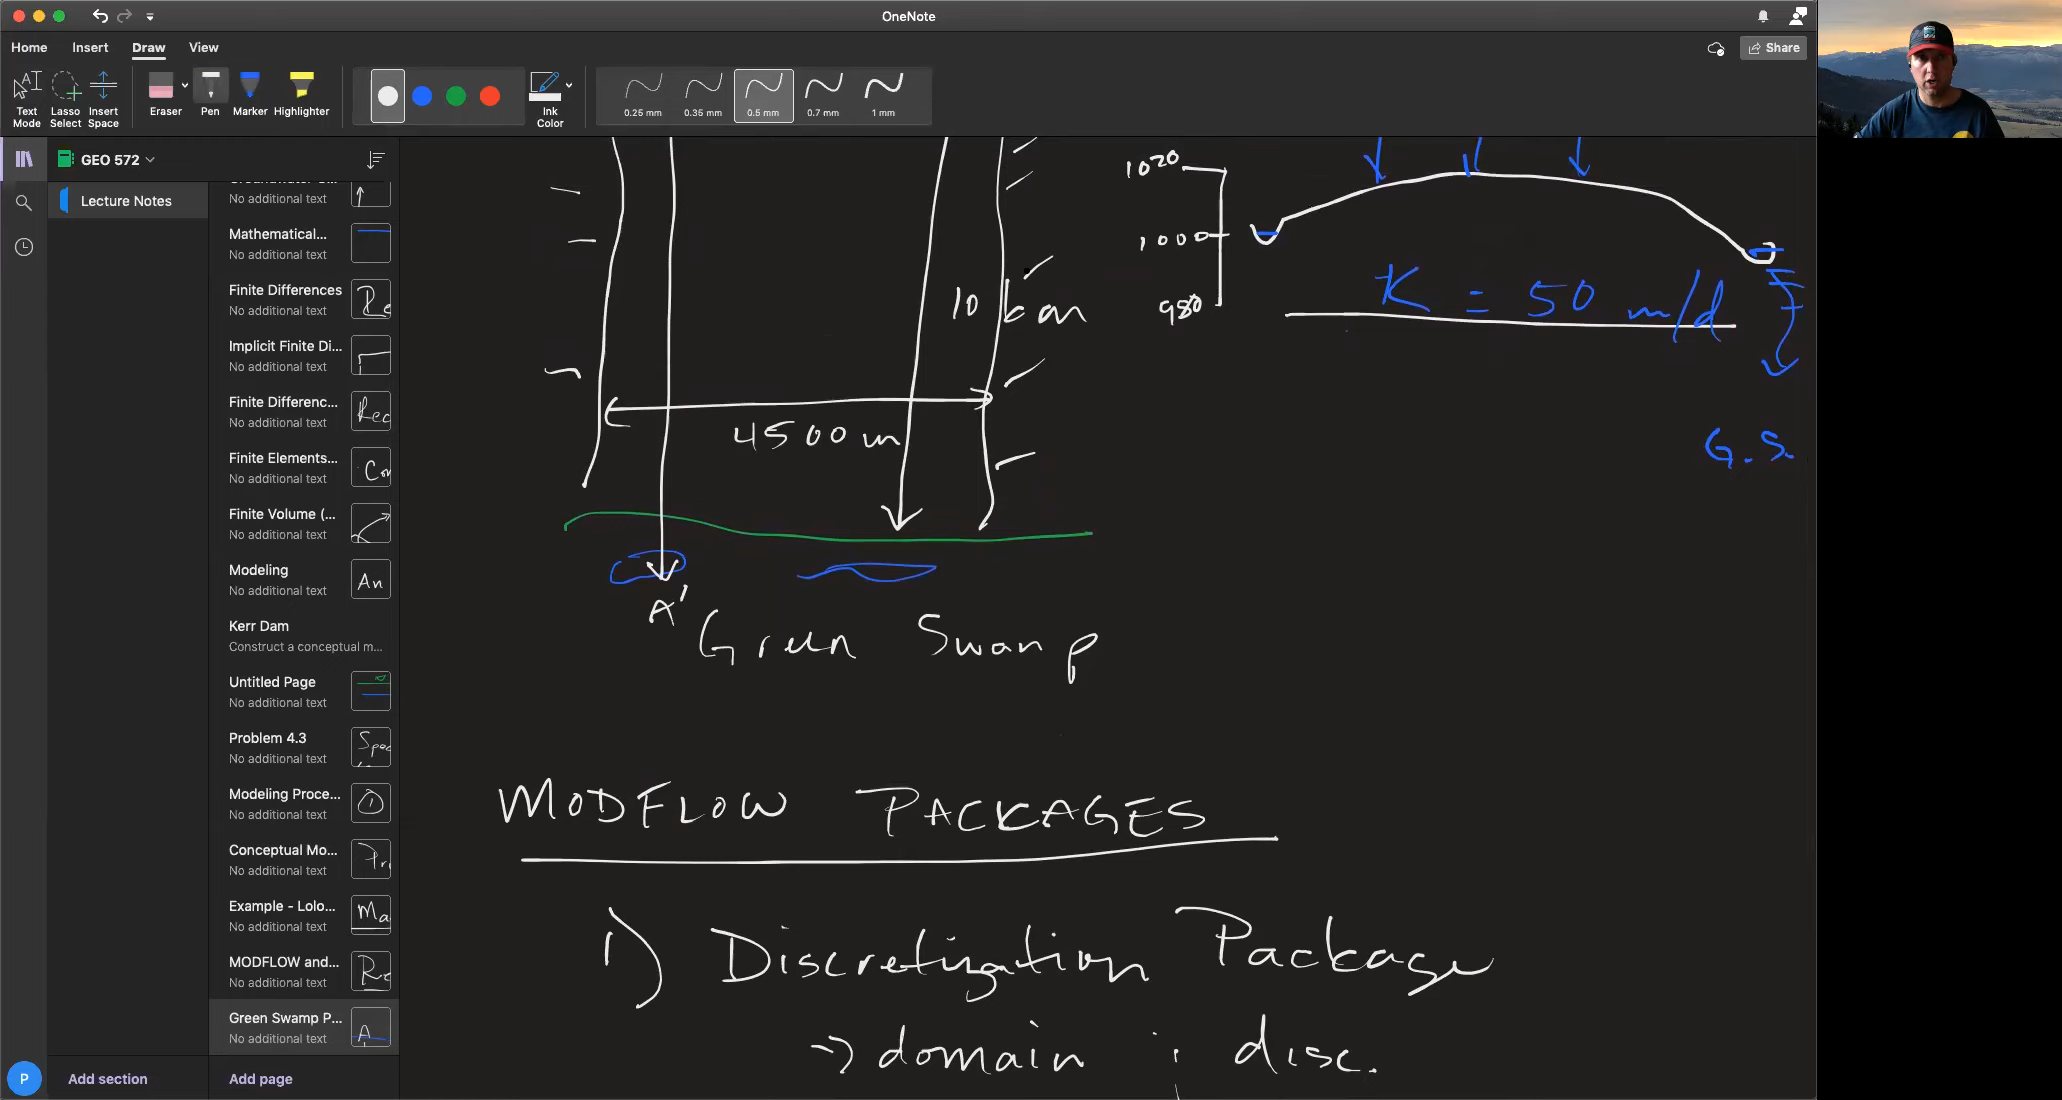 OneNote
Home Insert Draw View
Share
Text Mode
Lasso Select
Insert Space
Eraser
Pen
Marker
Highlighter
Ink Color
0.25 mm
0.35 mm
0.5 mm
0.7 mm
1 mm
GEO 572
Lecture Notes
No additional text
Mathematical...
No additional text
Finite Differences
No additional text
Implicit Finite Di...
No additional text
Finite Differenc...
No additional text
Finite Elements...
No additional text
Finite Volume (...
No additional text
Modeling
No additional text
Kerr Dam
Construct a conceptual m...
Untitled Page
No additional text
Problem 4.3
No additional text
Modeling Proce...
No additional text
Conceptual Mo...
No additional text
Example - Lolo...
No additional text
MODFLOW and...
No additional text
Green Swamp P...
No additional text
P
Add section
Add page
10 km
4500 m
A'
Green Swamp
1020
1000
980
K = 50 m/d
G.S.
MODFLOW PACKAGES
1) Discretization Package
→ domain ; disc.